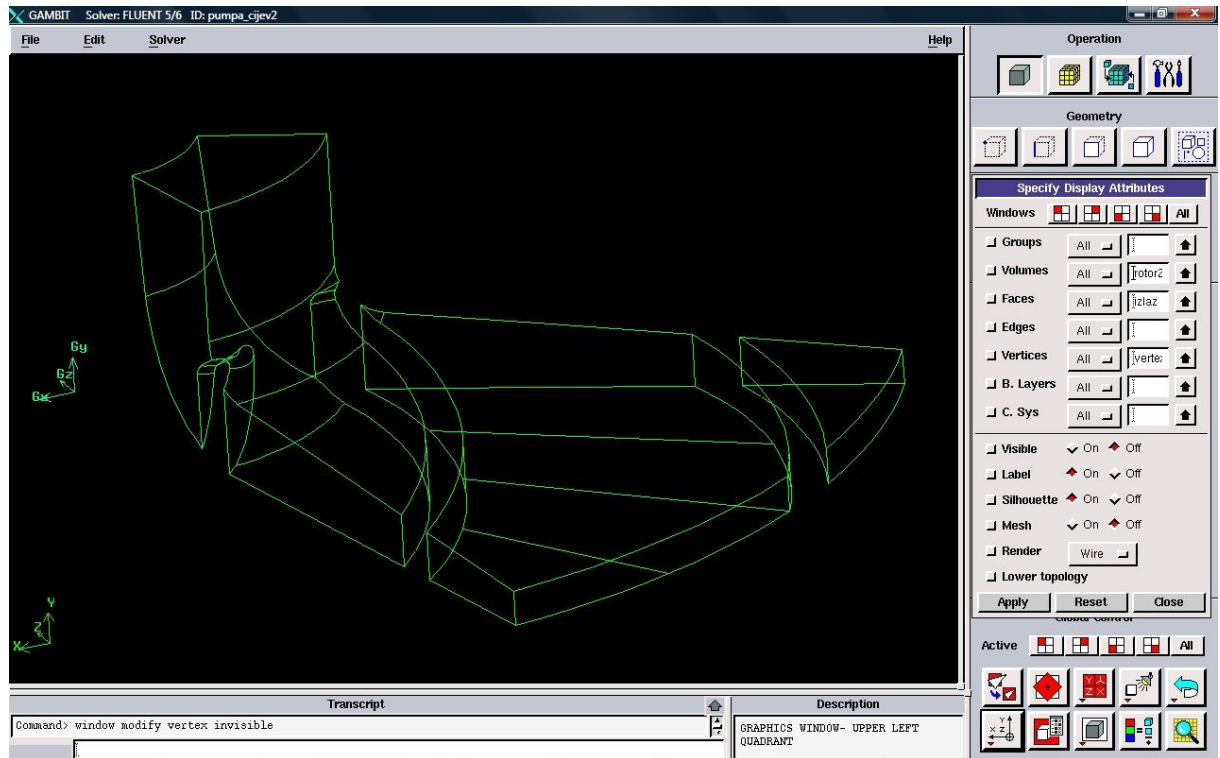 GAMBIT Solver: FLUENT 5/6 ID: pumpa_cijev2
File Edit Solver Help
Operation
Geometry
Specify Display Attributes
Windows All
Groups All
Volumes All rotor2
Faces All izlaz
Edges All
Vertices All vertex
B. Layers All
C. Sys All
Visible On Off
Label On Off
Silhouette On Off
Mesh On Off
Render Wire
Lower topology
Apply Reset Close
Global Control
Active All
Gy
Gz
Gx
Y
Z
X
Transcript
Command> window modify vertex invisible
Description
GRAPHICS WINDOW- UPPER LEFT
QUADRANT